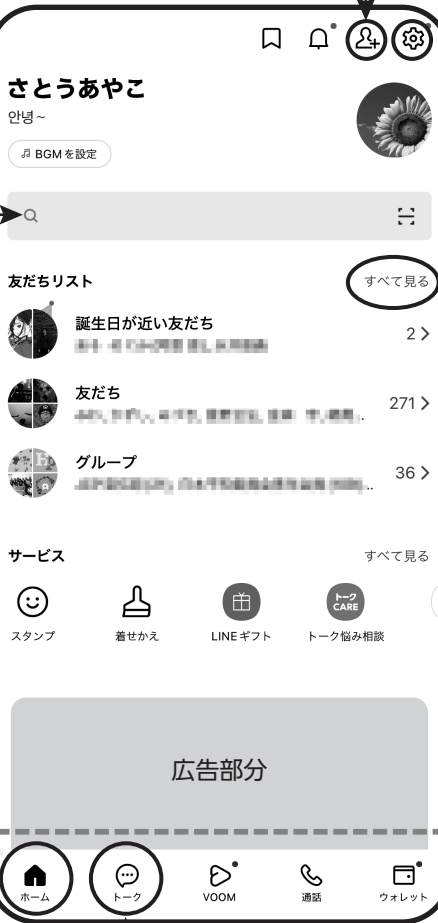 さとうあやこ
안녕~
BGMを設定
友だちリスト すべて見る
誕生日が近い友だち
2
友だち
271
グループ
36
サービス すべて見る
トーク
CARE
スタンプ 着せかえ LINEギフト トーク悩み相談
広告部分
ホーム トーク VOOM 通話 ウォレット